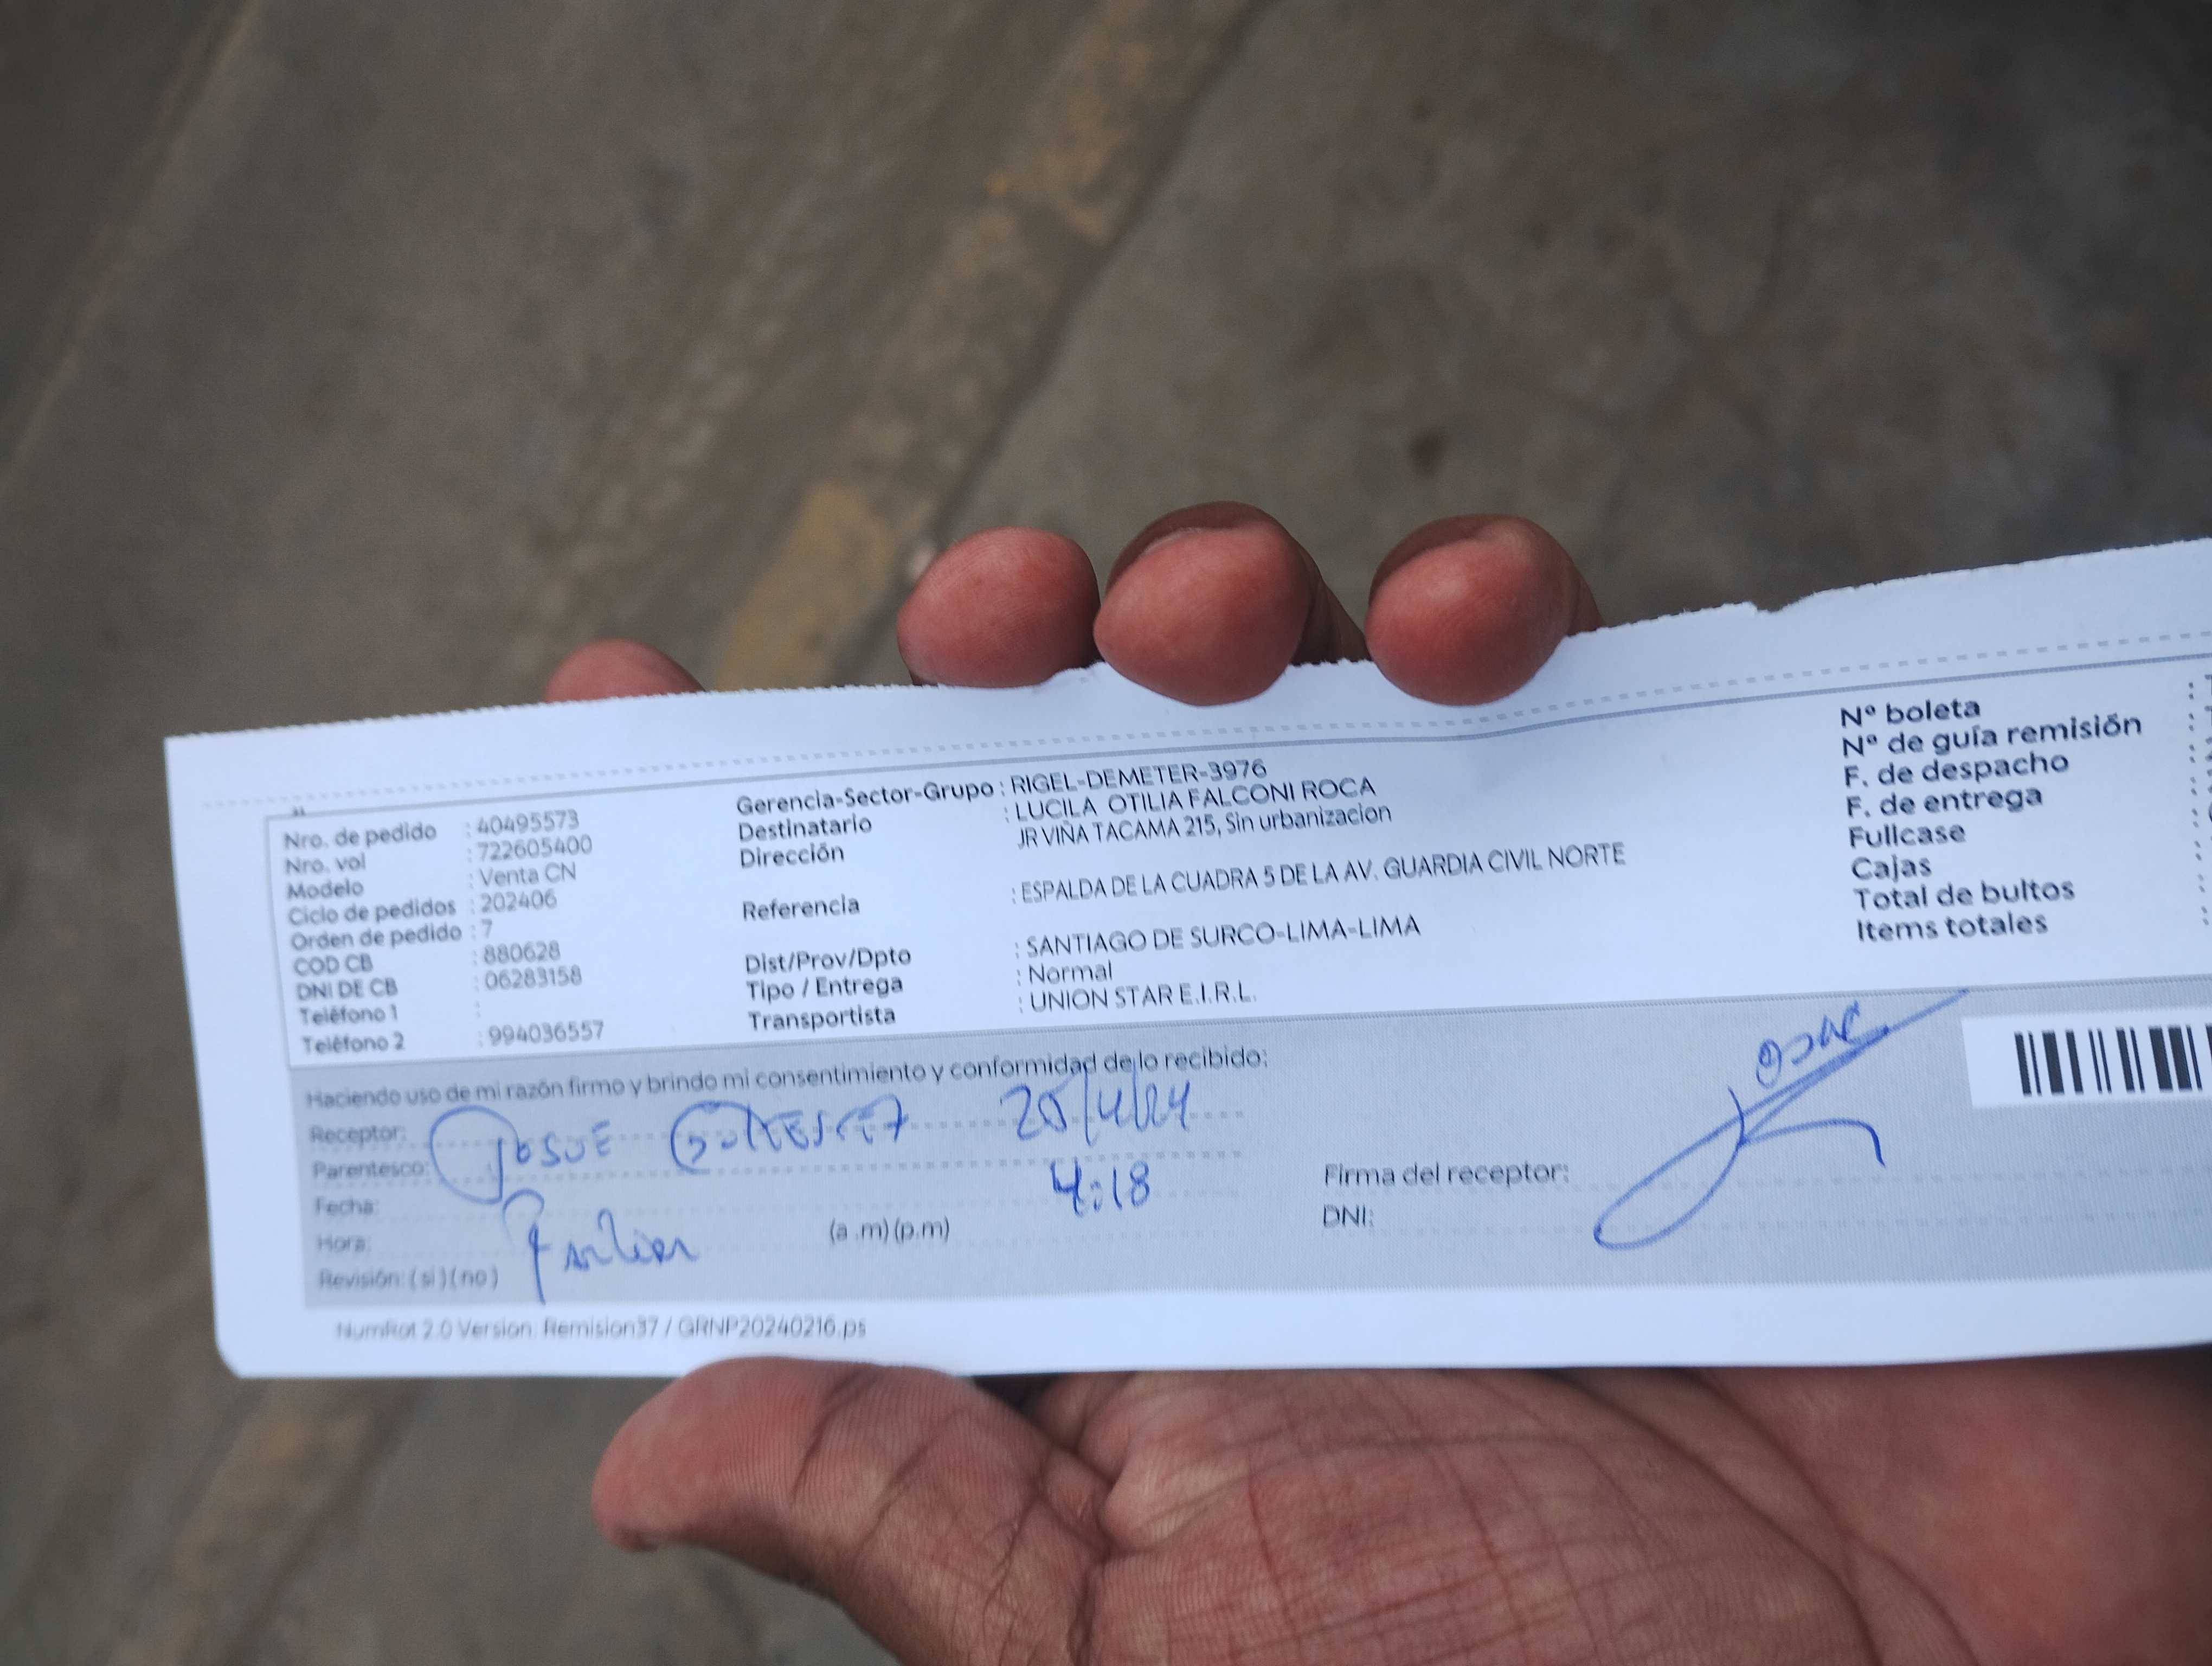 Nro. de pedido : 40495573
Nro. vol : 722605400
Modelo : Venta CN
Ciclo de pedidos : 202406
Orden de pedido : 7
COD CB : 880628
DNI DE CB : 06283158
Teléfono 1 :
Teléfono 2 : 994036557
Gerencia-Sector-Grupo : RIGEL-DEMETER-3976
Destinatario : LUCILA OTILIA FALCONI ROCA
Dirección JR VIÑA TACAMA 215, Sin urbanizacion
Referencia : ESPALDA DE LA CUADRA 5 DE LA AV. GUARDIA CIVIL NORTE
Dist/Prov/Dpto : SANTIAGO DE SURCO-LIMA-LIMA
Tipo / Entrega : Normal
Transportista : UNION STAR E.I.R.L.
Nº boleta :
Nº de guía remisión :
F. de despacho :
F. de entrega :
Fullcase :
Cajas
Total de bultos :
Items totales :
Haciendo uso de mi razón firmo y brindo mi consentimiento y conformidad de lo recibido:
Receptor: JOSUE 25/4/24
Parentesco: 4:18
Fecha:
Hora: (a .m) (p.m)
Revisión: ( si ) ( no )
Firma del receptor:
DNI:
NumRot 2.0 Version: Remision37 / GRNP20240216.ps